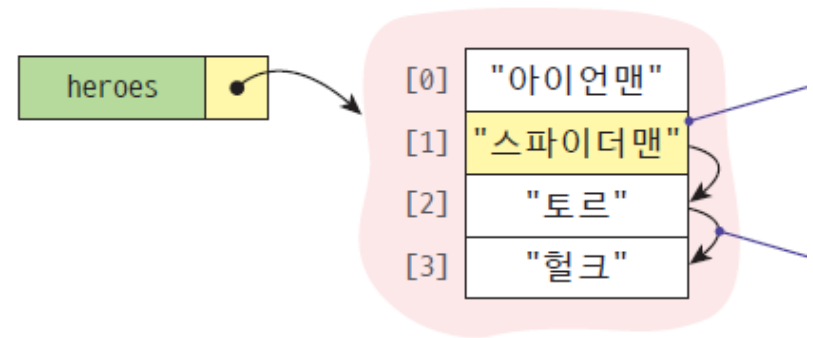 heroes
[0] "아이언맨"
[1] "스파이더맨"
[2] "토르"
[3] "헐크"